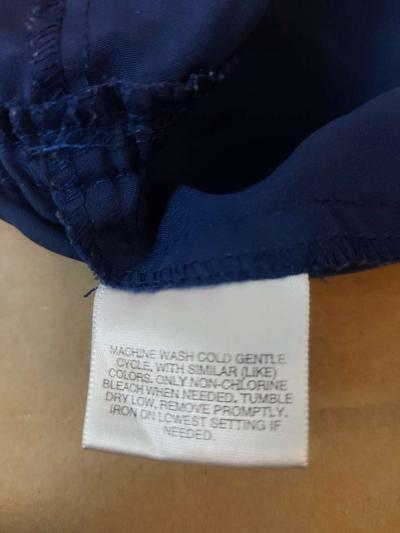 MACHINE WASH COLD GENTLE
CYCLE, WITH SIMILAR (LIKE)
COLORS. ONLY NON-CHLORINE
BLEACH WHEN NEEDED. TUMBLE
DRY LOW. REMOVE PROMPTLY.
IRON ON LOWEST SETTING IF
NEEDED.